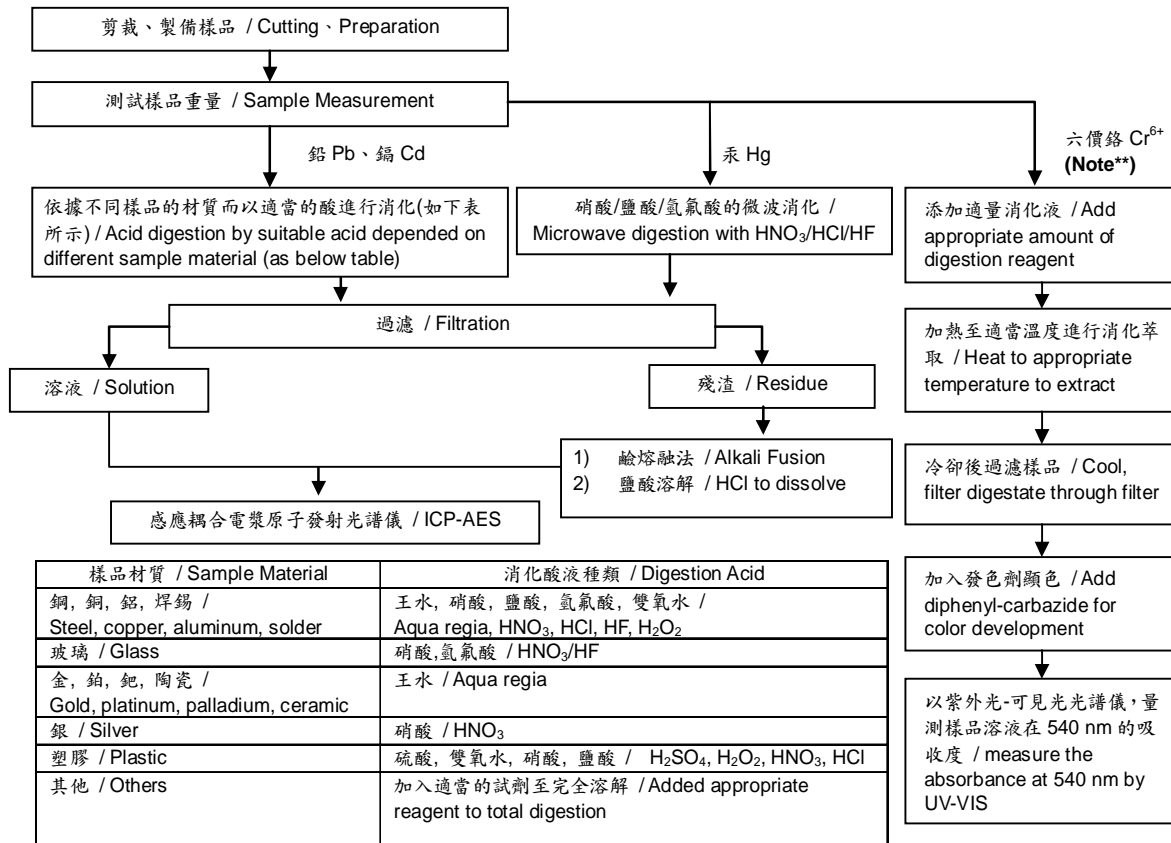 剪裁、製備樣品 / Cutting、Preparation
測試樣品重量 / Sample Measurement
鉛 Pb、鎘 Cd
汞 Hg
六價鉻 Cr6+
(Note**)
依據不同樣品的材質而以適當的酸進行消化(如下表
所示) / Acid digestion by suitable acid depended on
different sample material (as below table)
硝酸/鹽酸/氫氟酸的微波消化 /
Microwave digestion with HNO3/HCl/HF
添加適量消化液 / Add
appropriate amount of
digestion reagent
過濾 / Filtration
加熱至適當溫度進行消化萃
取 / Heat to appropriate
temperature to extract
溶液 / Solution
殘渣 / Residue
1) 鹼熔融法 / Alkali Fusion
2) 鹽酸溶解 / HCl to dissolve
冷卻後過濾樣品 / Cool,
filter digestate through filter
感應耦合電漿原子發射光譜儀 / ICP-AES
加入發色劑顯色 / Add
diphenyl-carbazide for
color development
以紫外光-可見光光譜儀，量
測樣品溶液在 540 nm 的吸
收度 / measure the
absorbance at 540 nm by
UV-VIS
樣品材質 / Sample Material 消化酸液種類 / Digestion Acid
鋼, 銅, 鋁, 焊錫 /
Steel, copper, aluminum, solder
王水, 硝酸, 鹽酸, 氫氟酸, 雙氧水 /
Aqua regia, HNO3, HCl, HF, H2O2
玻璃 / Glass 硝酸,氫氟酸 / HNO3/HF
金, 鉑, 鈀, 陶瓷 /
Gold, platinum, palladium, ceramic
王水 / Aqua regia
銀 / Silver 硝酸 / HNO3
塑膠 / Plastic 硫酸, 雙氧水, 硝酸, 鹽酸 / H2SO4, H2O2, HNO3, HCl
其他 / Others 加入適當的試劑至完全溶解 / Added appropriate
reagent to total digestion